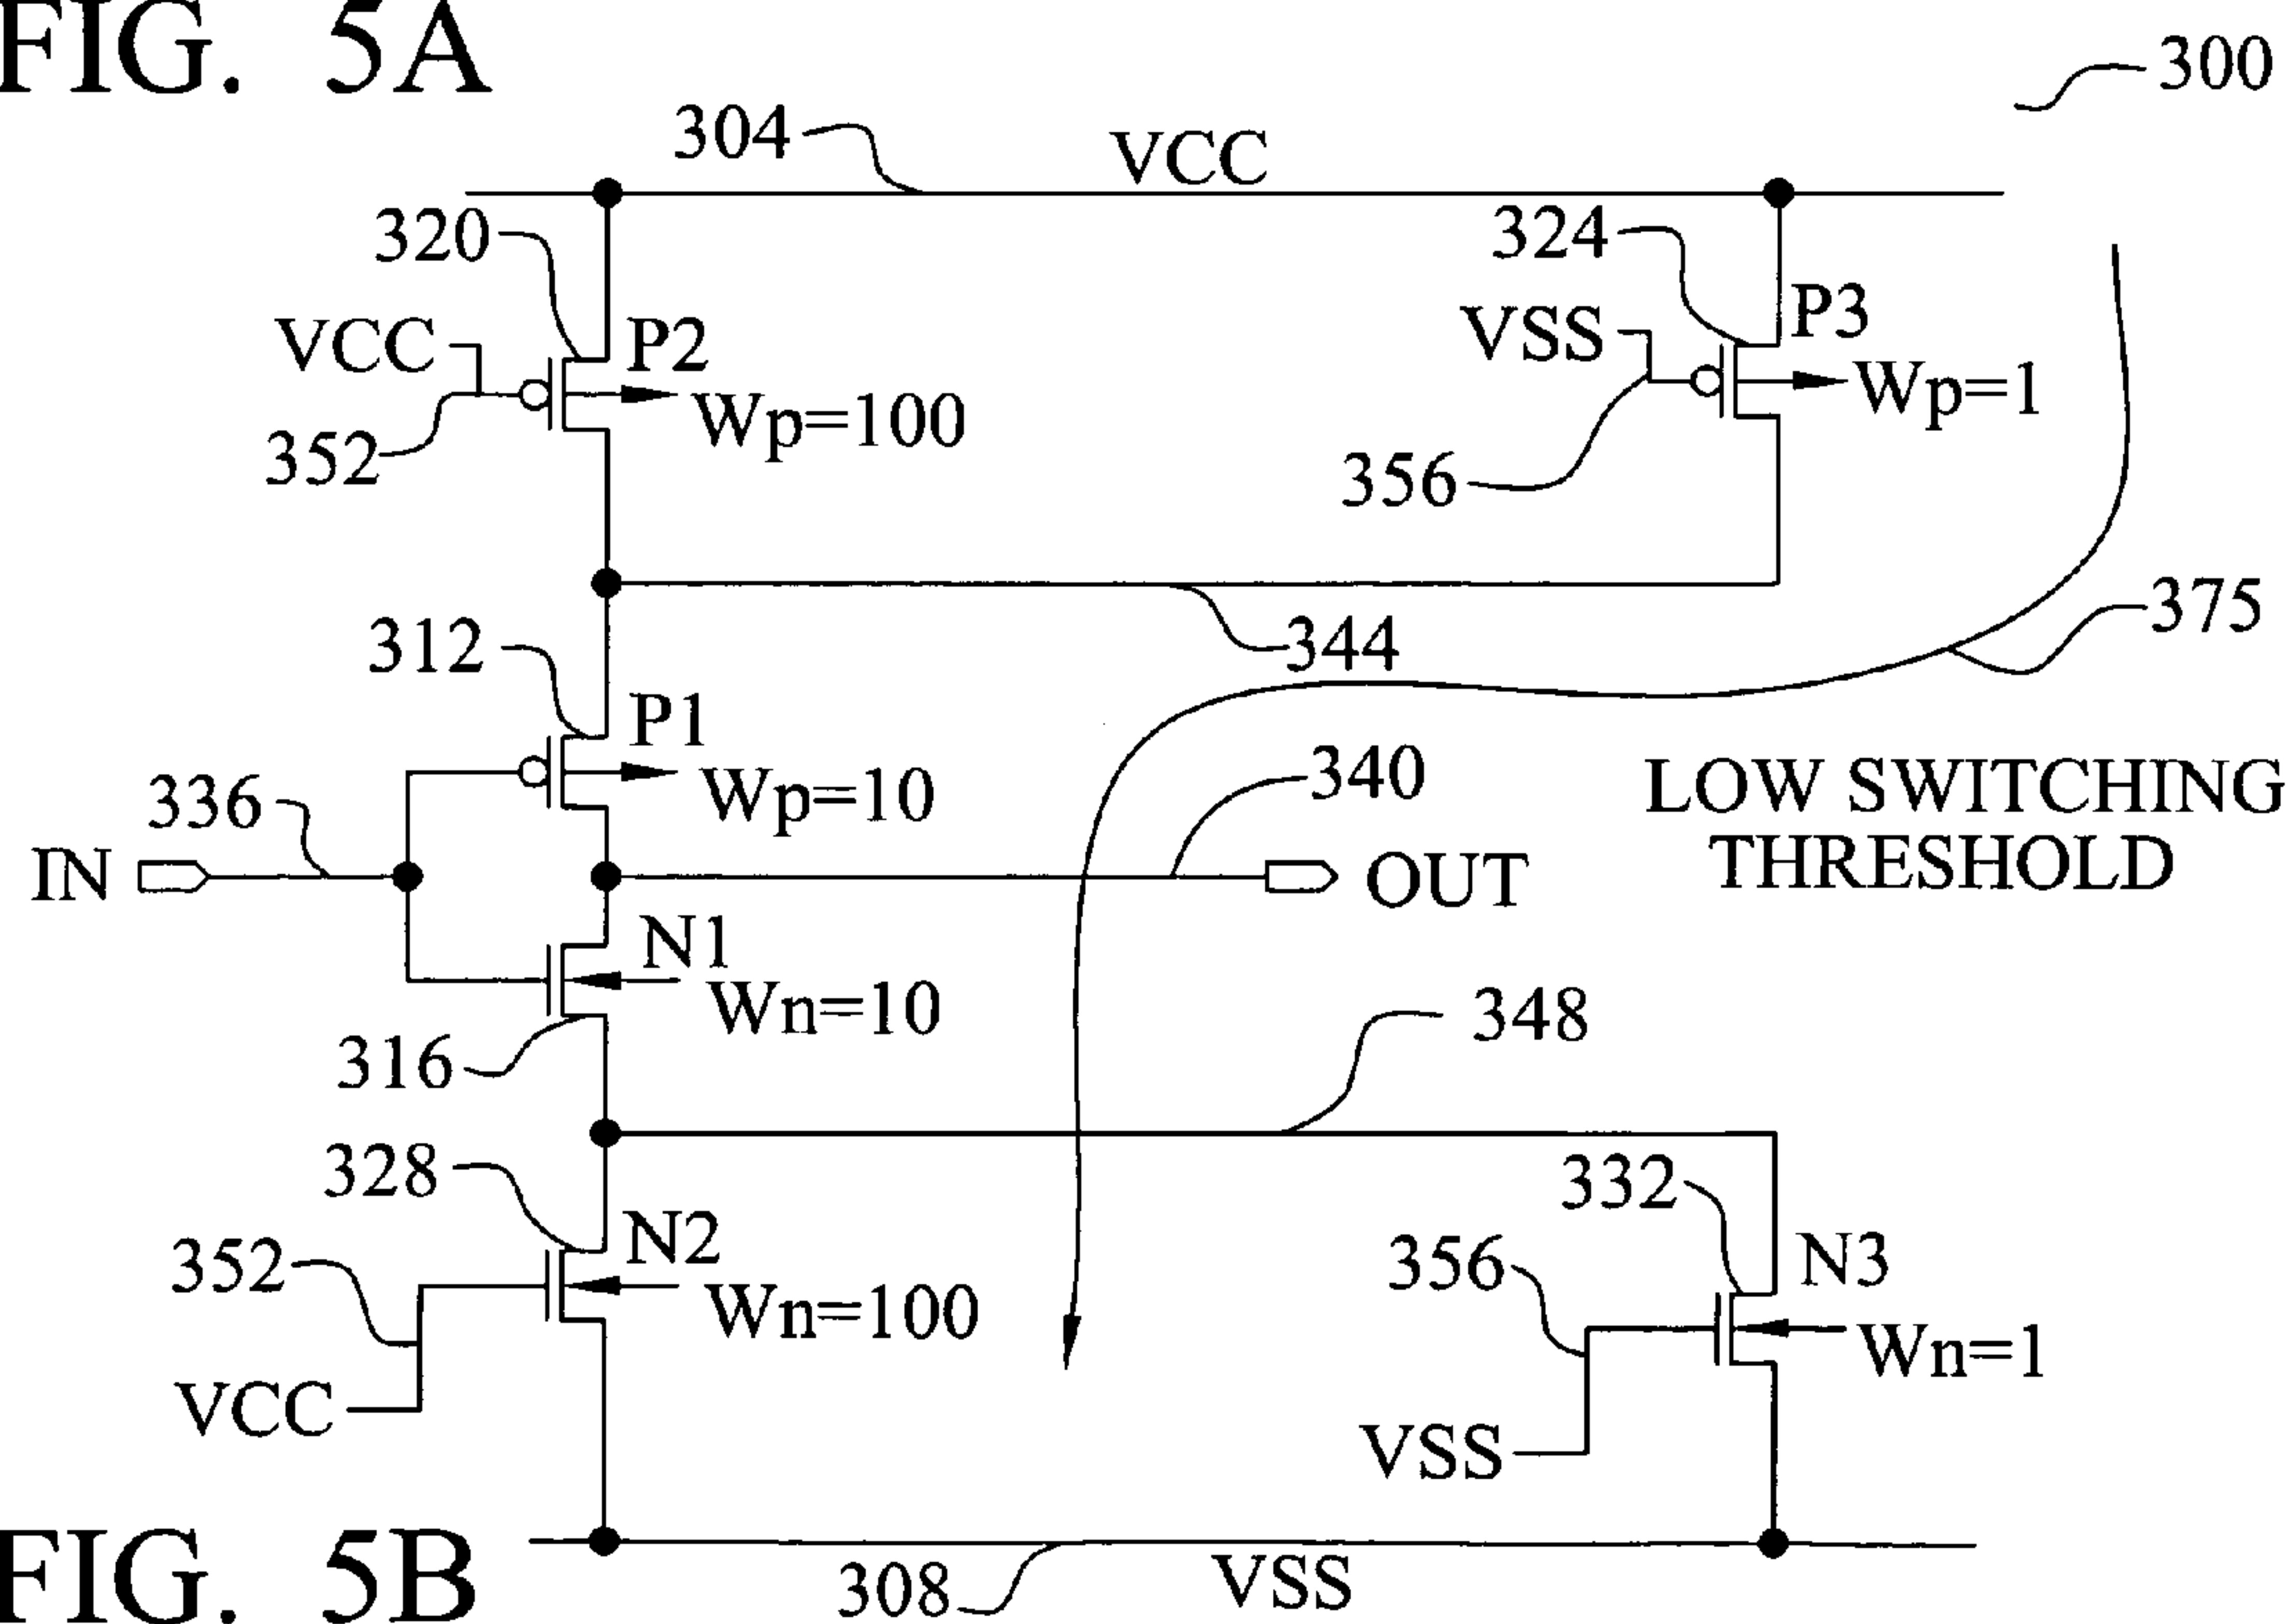 FIG. 5A
300
304
VCC
320
324
P3
VCC
P2
VSS
Wp=100
Wp=1
352
356
375
312
344
P1
336
Wp=10
340
LOW SWITCHING
THRESHOLD
IN
OUT
N1
Wn=10
348
316
328
332
N2
352
356
N3
Wn=100
Wn=1
VCC
VSS
FIG. 5B
308
VSS